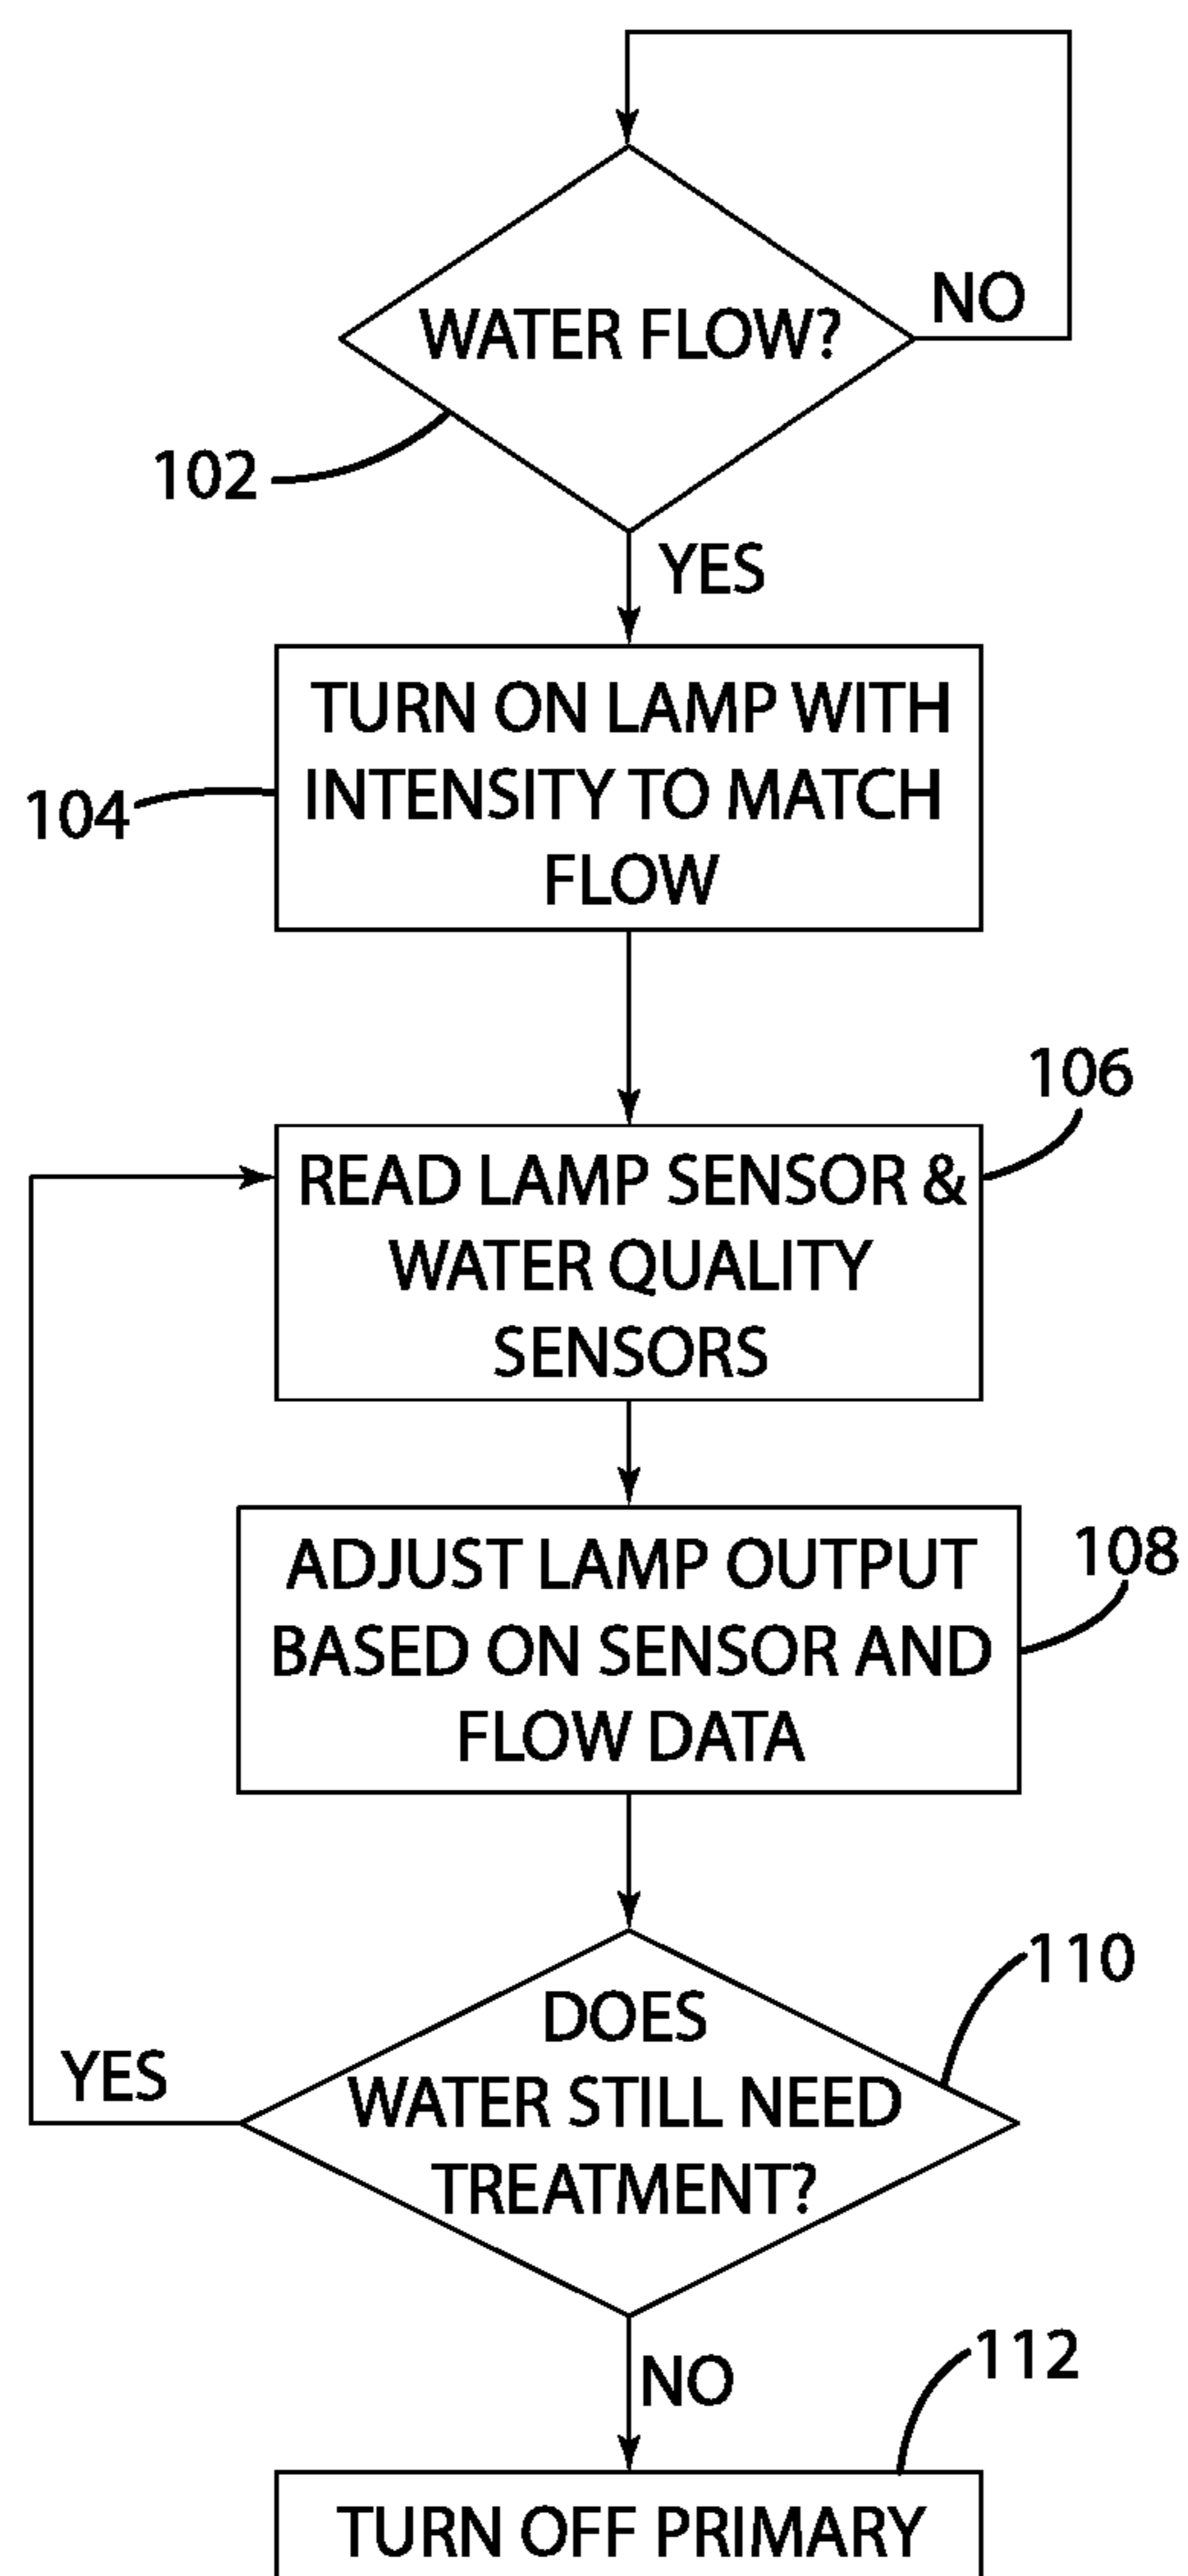 WATER FLOW?
NO
102
YES
TURN ON LAMP WITH
INTENSITY TO MATCH
FLOW
104
106
READ LAMP SENSOR &
WATER QUALITY
SENSORS
108
ADJUST LAMP OUTPUT
BASED ON SENSOR AND
FLOW DATA
110
DOES
WATER STILL NEED
TREATMENT?
YES
NO
112
TURN OFF PRIMARY